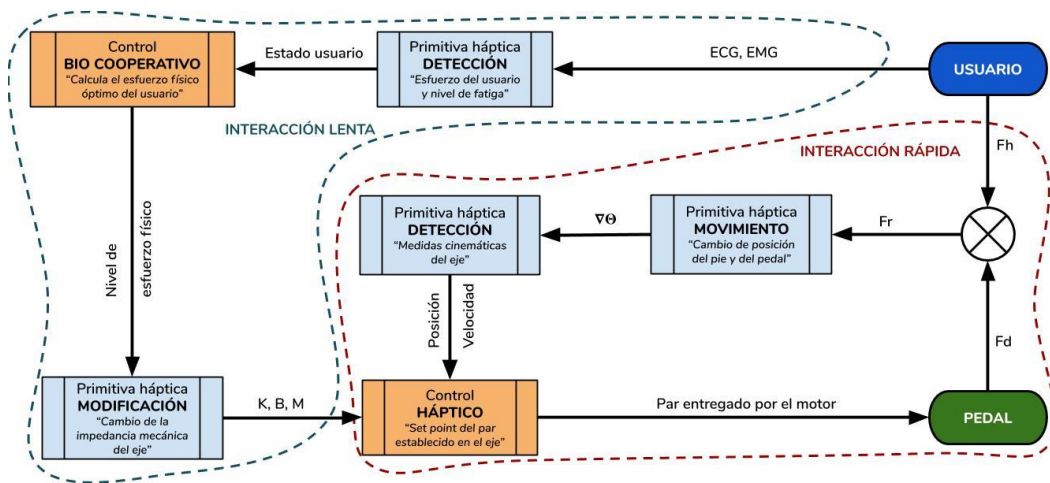 Control
BIO COOPERATIVO
“Calcula el esfuerzo físico
óptimo del usuario”
Estado usuario
Primitiva háptica
DETECCIÓN
“Esfuerzo del usuario
y nivel de fatiga”
ECG, EMG
USUARIO
INTERACCIÓN LENTA
INTERACCIÓN RÁPIDA
Fh
Primitiva háptica
DETECCIÓN
“Medidas cinemáticas
del eje”
∇Θ
Primitiva háptica
MOVIMIENTO
“Cambio de posición
del pie y del pedal”
Fr
Nivel de
esfuerzo físico
Posición
Velocidad
Fd
Primitiva háptica
MODIFICACIÓN
“Cambio de la
impedancia mecánica
del eje”
K, B, M
Control
HÁPTICO
“Set point del par
establecido en el eje”
Par entregado por el motor
PEDAL